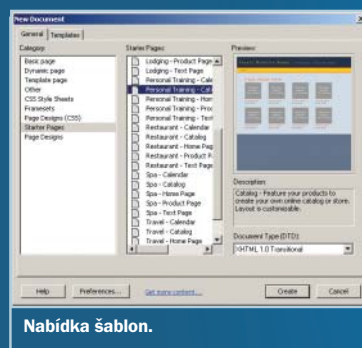 New Document
General
Templates
Category:
Basic page
Dynamic page
Template page
Other
CSS Style Sheets
Framesets
Page Designs (CSS)
Starter Pages
Page Designs
Starter Pages:
Lodging - Product Page
Lodging - Text Page
Personal Training - Cale
Personal Training - Cat
Personal Training - Hom
Personal Training - Proc
Personal Training - Text
Restaurant - Calendar
Restaurant - Catalog
Restaurant - Home Pag
Restaurant - Product P
Restaurant - Text Page
Spa - Calendar
Spa - Catalog
Spa - Home Page
Spa - Product Page
Spa - Text Page
Travel - Calendar
Travel - Catalog
Travel - Home Page
Preview:
Description:
Catalog - Feature your products to
create your own online catalog or store.
Layout is customizable.
Document Type (DTD):
XHTML 1.0 Transitional
Help
Preferences...
Get more content...
Create
Cancel
Nabídka šablon.